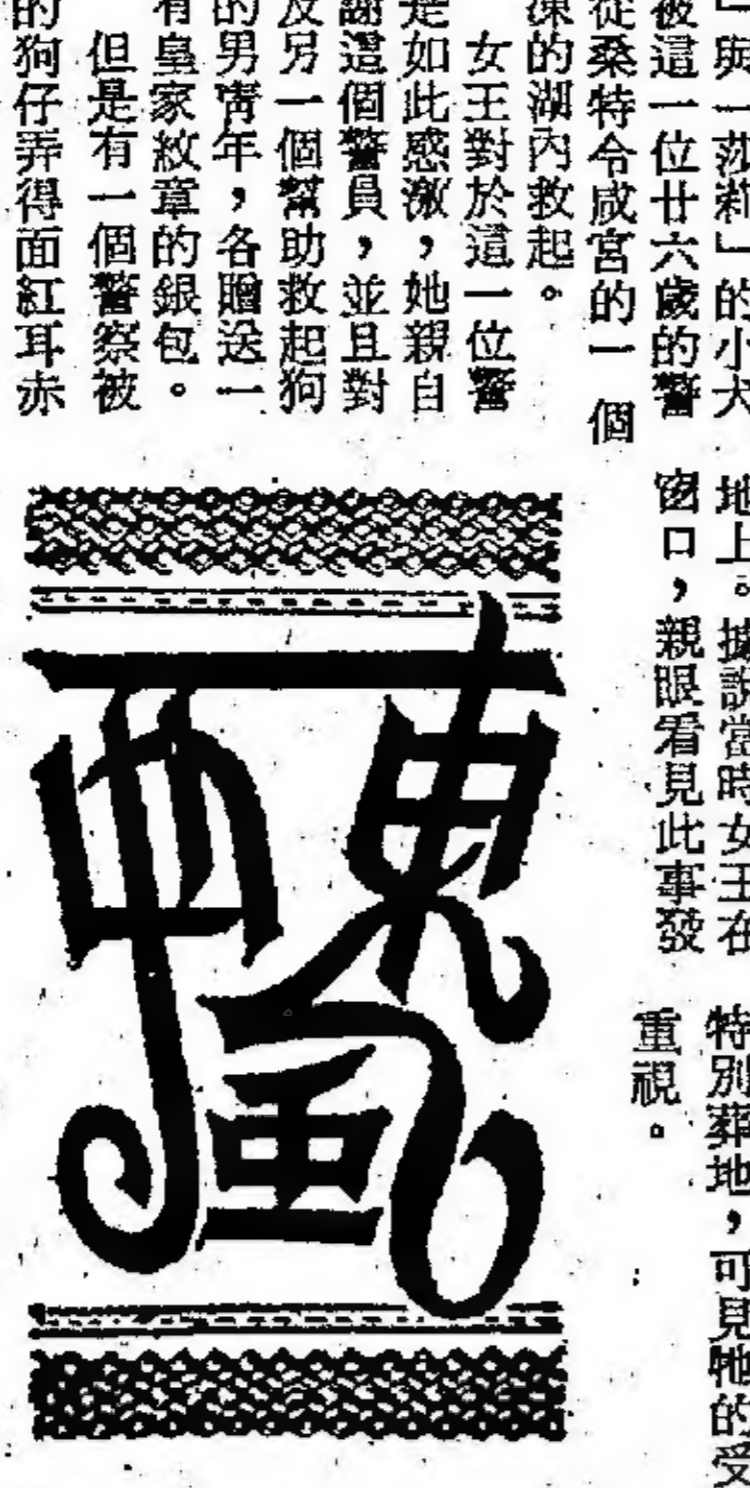 」與一莎莉」的小犬
被這一位廿六歲的警
從桑特令咸宮的一個
凍的湖內救起。
女王對於這一位警
是如此感激，她親自
謝這個警員，並且對
及另一個幫助救起狗
的男青年，各贈送一
有皇家紋章的銀包。
但是有一個警察被
的狗仔弄得面紅耳赤
地上。據說當時女王在
窗口，親眼看見此事發
特別葬地，可見牠的受
重視。
東西風